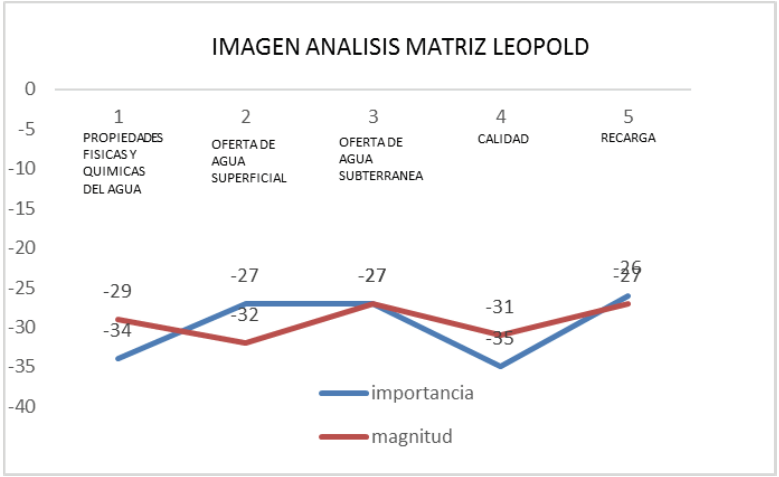 IMAGEN ANALISIS MATRIZ LEOPOLD
0
-5
-10
-15
-20
-25
-30
-35
-40
1
2
3
4
5
PROPIEDADES
FISICAS Y
QUIMICAS
DEL AGUA
OFERTA DE
AGUA
SUPERFICIAL
OFERTA DE
AGUA
SUBTERRANEA
CALIDAD
RECARGA
-29
-34
-27
-32
-27
-31
-35
-26
-27
importancia
magnitud